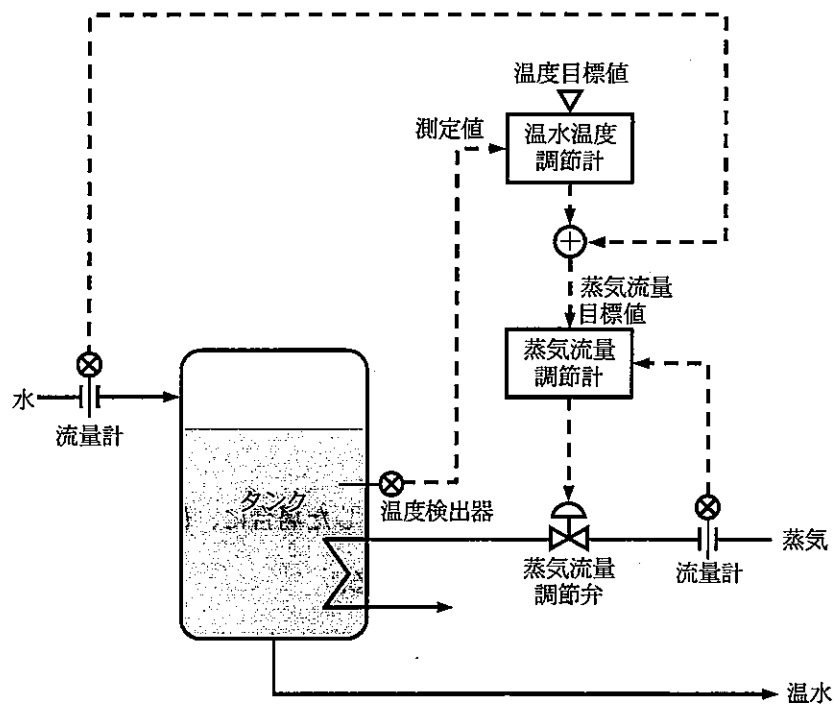 温度目標値
測定値
温水温度
調節計
蒸気流量
目標値
蒸気流量
調節計
水
流量計
タンク
温度検出器
蒸気流量
調節弁
流量計
蒸気
温水